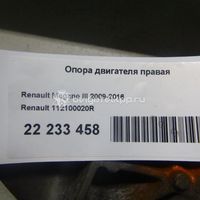 Опора двигателя правая
Renault Megane III 2009-2016
Renault 112100020R
22 233 458